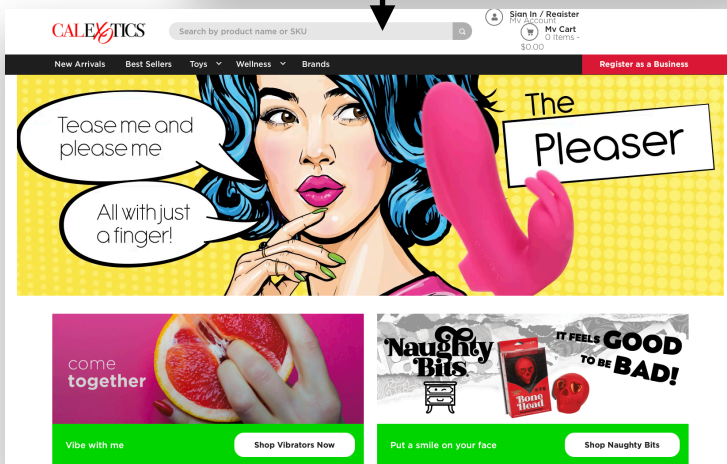 CALEXOTICS
Search by product name or SKU
Sign In / Register
My Account
My Cart
0 Items -
$0.00
New Arrivals Best Sellers Toys Wellness Brands Register as a Business
Tease me and
please me
All with just
a finger!
The
Pleaser
come
together
Vibe with me Shop Vibrators Now
Naughty
Bits
IT FEELS GOOD
TO BE BAD!
Bone
Head
Put a smile on your face Shop Naughty Bits